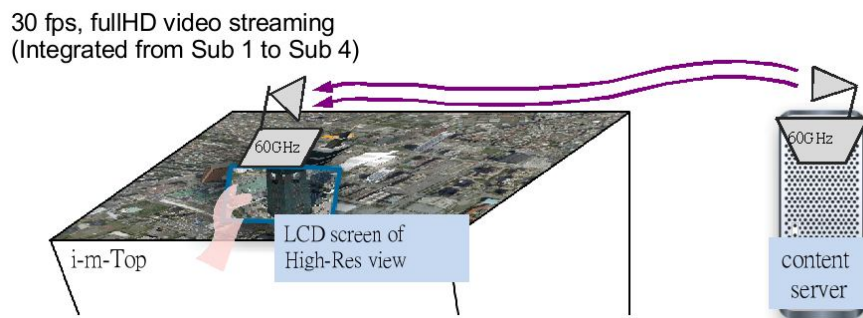 30 fps, fullHD video streaming
(Integrated from Sub 1 to Sub 4)
60GHz
60GHz
LCD screen of
High-Res view
i-m-Top
content
server